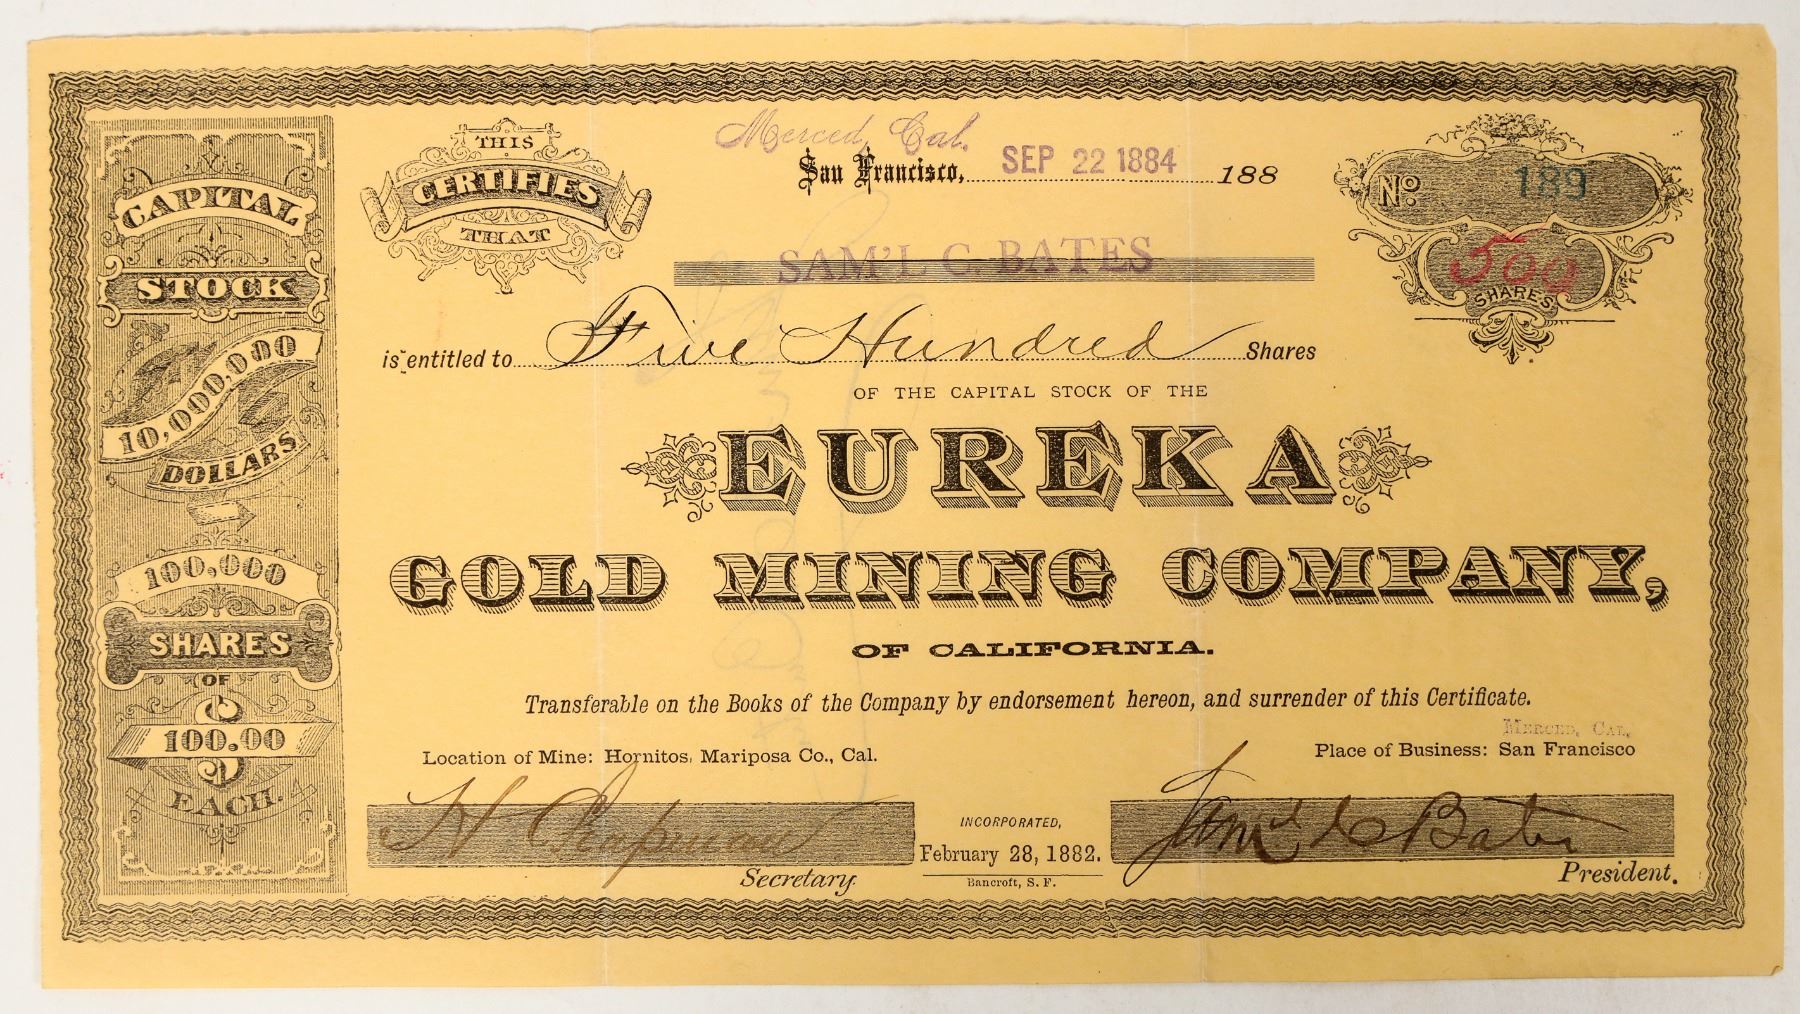 CAPITAL
STOCK
10,000,000
DOLLARS
100,000
SHARES
OF
$
100.00
EACH.
THIS
CERTIFIES
THAT
Merced, Cal.
San Francisco, SEP 22 1884 188
No. 189
500
SHARES
SAM'L C. BATES
is entitled to Five Hundred Shares
OF THE CAPITAL STOCK OF THE
EUREKA
GOLD MINING COMPANY,
OF CALIFORNIA.
Transferable on the Books of the Company by endorsement hereon, and surrender of this Certificate.
MERCED, CAL.
Location of Mine: Hornitos, Mariposa Co., Cal.
Place of Business: San Francisco
H Chapman
Secretary.
INCORPORATED,
February 28, 1882.
Bancroft, S. F.
Sam'l C Bates
President.